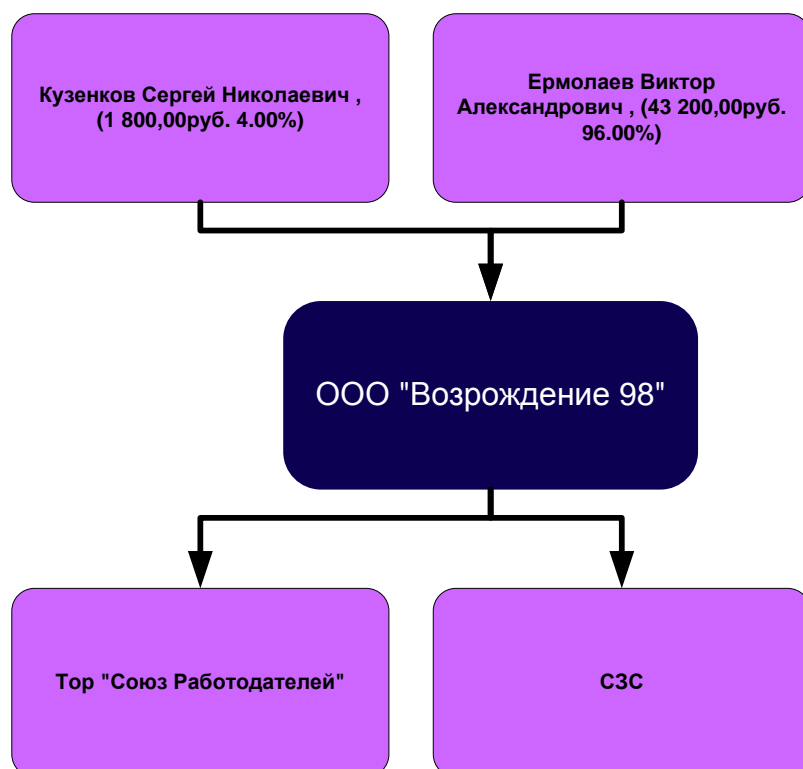 Кузенков Сергей Николаевич ,
(1 800,00руб. 4.00%)
Ермолаев Виктор
Александрович , (43 200,00руб.
96.00%)
ООО "Возрождение 98"
Тор "Союз Работодателей"
СЗС